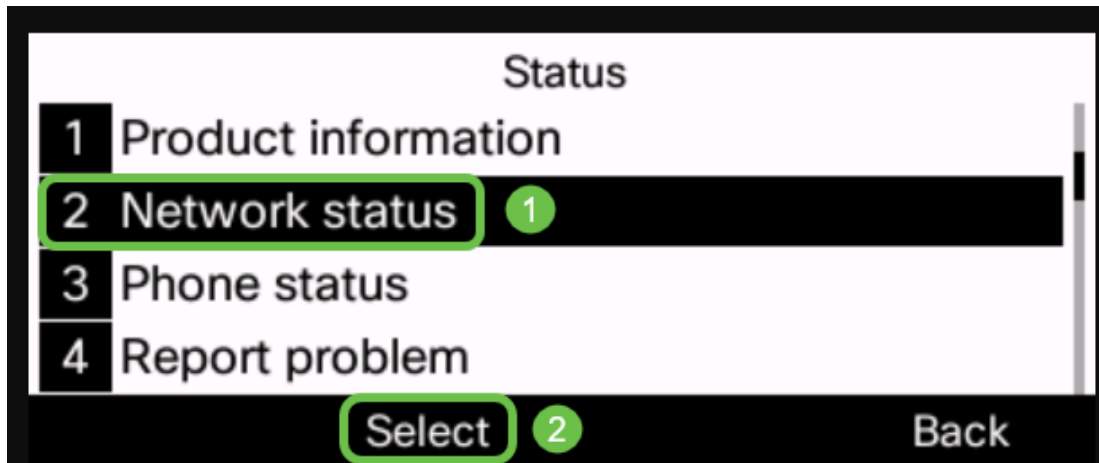 Status
1 Product information
2 Network status 1
3 Phone status
4 Report problem
Select 2 Back